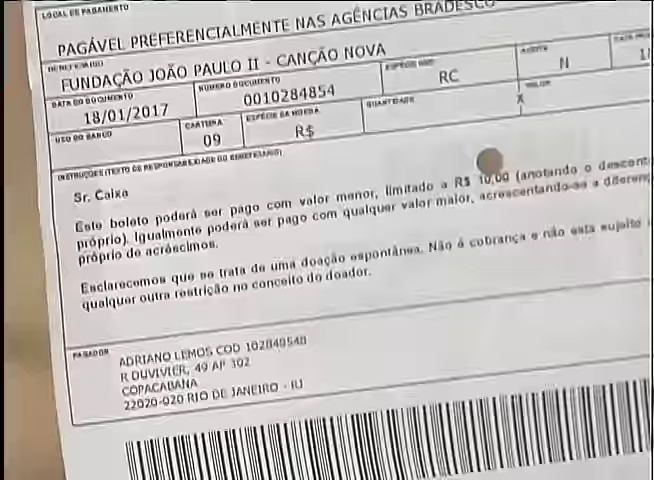 LOCAL DE PAGAMENTO
PAGÁVEL PREFERENCIALMENTE NAS AGÊNCIAS BRADESCO
BENEFICIÁRIO
FUNDAÇÃO JOÃO PAULO II - CANÇÃO NOVA
DATA DO DOCUMENTO NÚMERO DOCUMENTO ESPÉCIE DOC ACEITE
18/01/2017 0010284854 RC N
USO DO BANCO CARTEIRA ESPÉCIE DA MOEDA QUANTIDADE VALOR
09 R$ X
INSTRUÇÕES (TEXTO DE RESPONSABILIDADE DO BENEFICIÁRIO)
Sr. Caixa
Este boleto poderá ser pago com valor menor, limitado a R$ 10,00 (anotando o descont
próprio). Igualmente poderá ser pago com qualquer valor maior, acrescentando-se a diferenç
próprio de acréscimos.
Esclarecemos que se trata de uma doação espontânea. Não é cobrança e não está sujeito
qualquer outra restrição no conceito do doador.
PAGADOR
ADRIANO LEMOS COD 102848548
R DUVIVIER, 49 AP 302
COPACABANA
22020-020 RIO DE JANEIRO - RJ